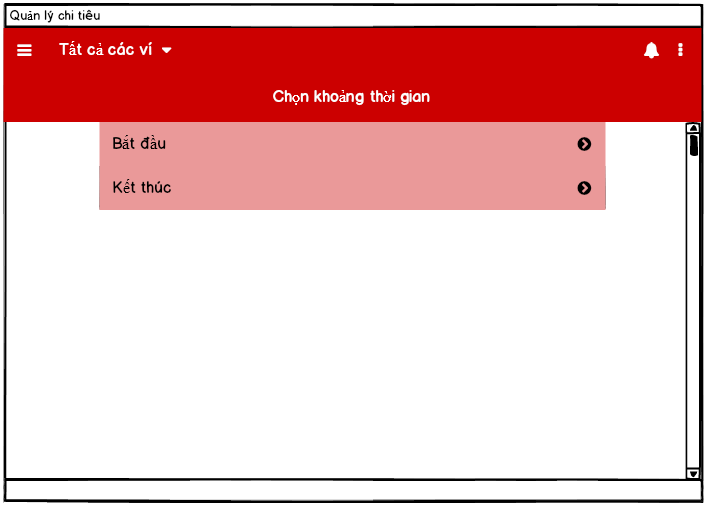 Quản lý chi tiêu
Tất cả các ví
Chọn khoảng thời gian
Bắt đầu
Kết thúc